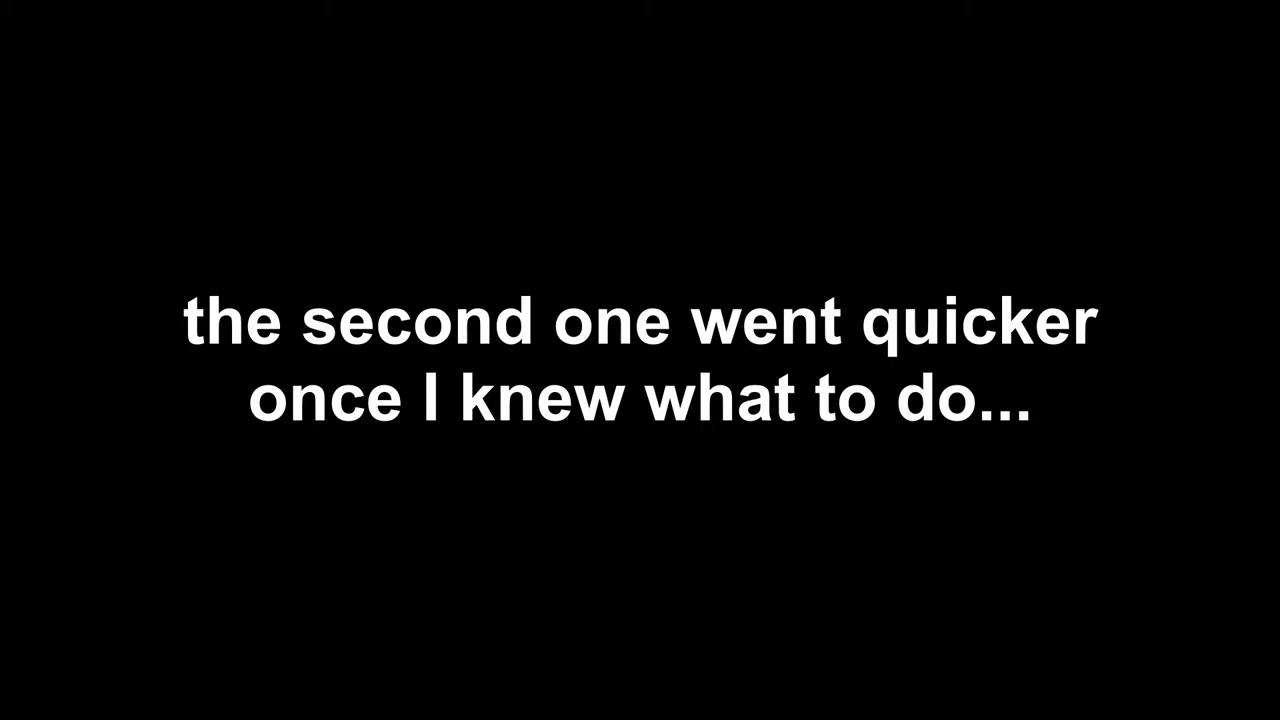 the second one went quicker
once I knew what to do...